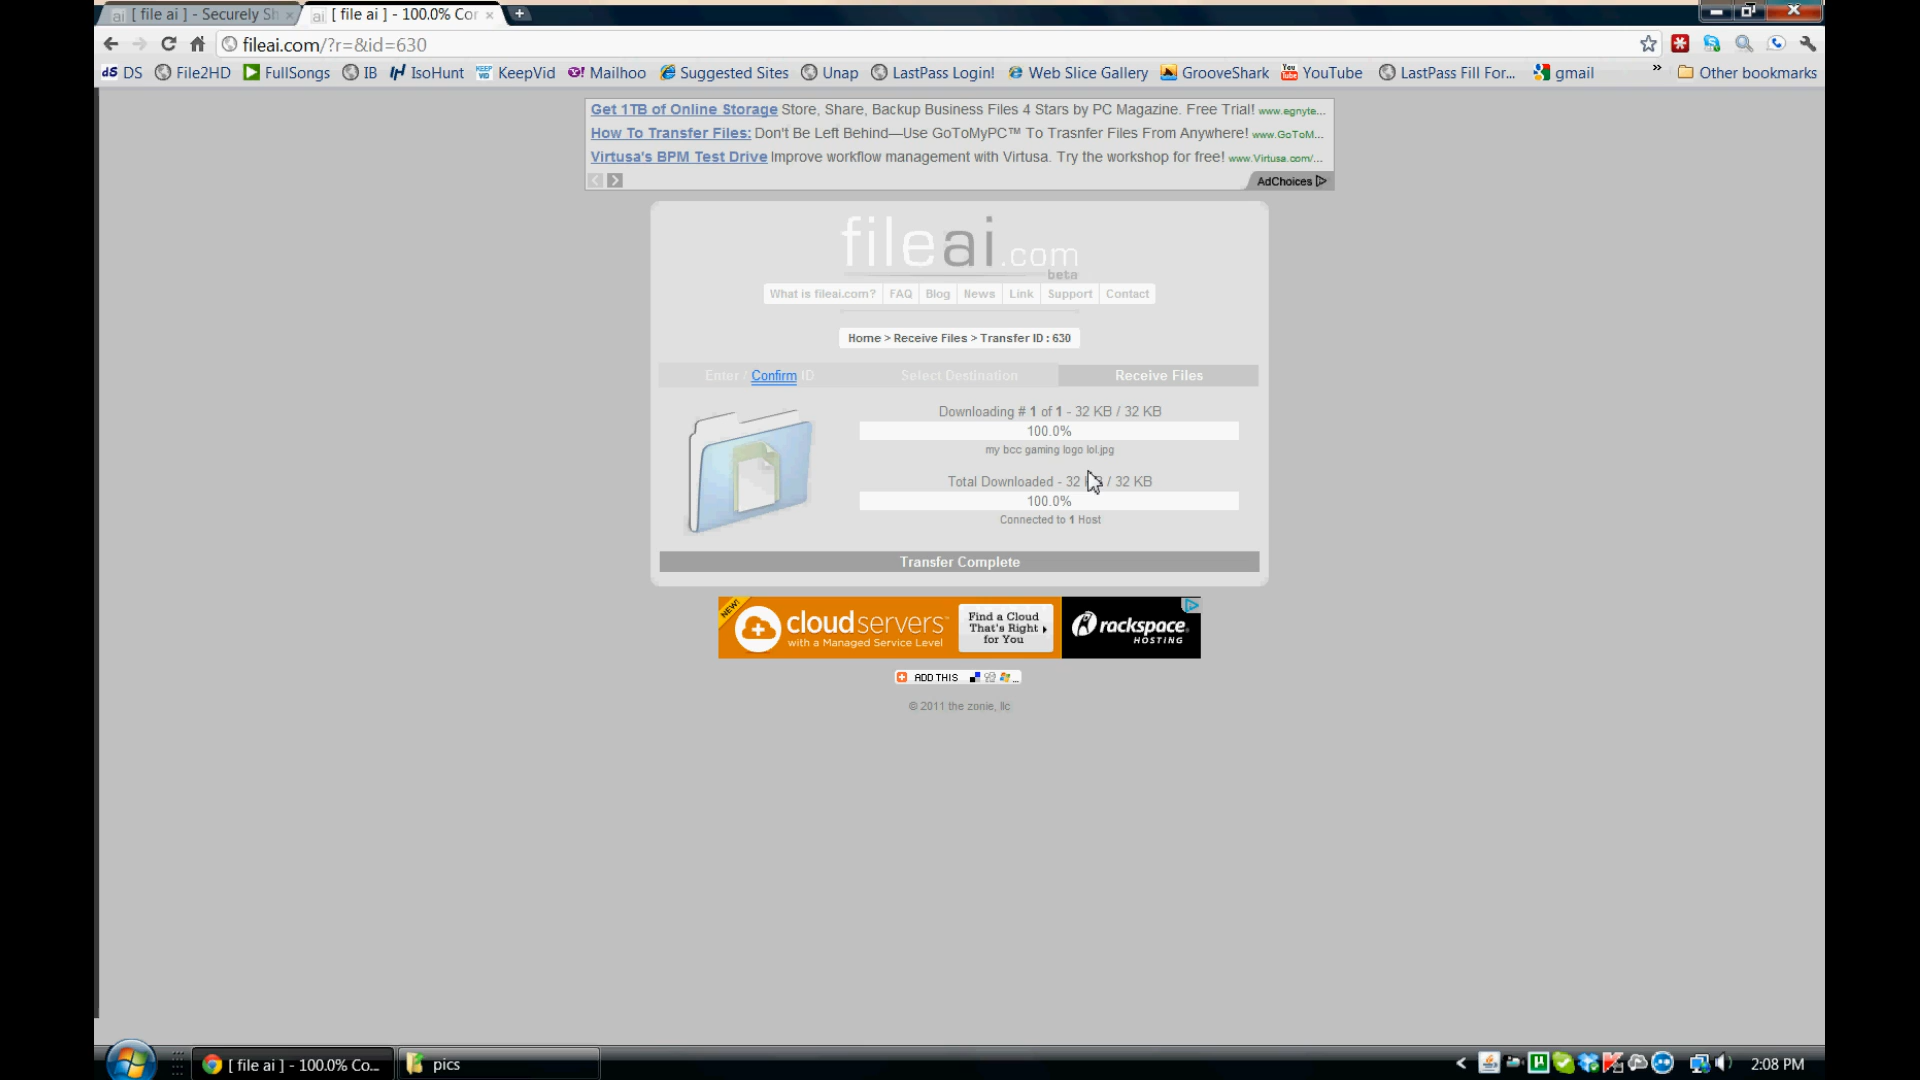 [ file ai ] - Securely Sh
[ file ai ] - 100.0% Cor
fileai.com/?r=&id=630
dS DS File2HD FullSongs IB IsoHunt KeepVid Mailhoo Suggested Sites Unap LastPass Login! Web Slice Gallery GrooveShark YouTube LastPass Fill For... gmail » Other bookmarks
Get 1TB of Online Storage Store, Share, Backup Business Files 4 Stars by PC Magazine. Free Trial! www.egnyte...
How To Transfer Files: Don't Be Left Behind—Use GoToMyPC™ To Trasnfer Files From Anywhere! www.GoToM...
Virtusa's BPM Test Drive Improve workflow management with Virtusa. Try the workshop for free! www.Virtusa.com/...
AdChoices
fileai.com
beta
What is fileai.com? FAQ Blog News Link Support Contact
Home > Receive Files > Transfer ID : 630
Enter / Confirm ID Select Destination Receive Files
Downloading # 1 of 1 - 32 KB / 32 KB
100.0%
my bcc gaming logo lol.jpg
Total Downloaded - 32 KB / 32 KB
100.0%
Connected to 1 Host
Transfer Complete
NEW!
cloudservers™
with a Managed Service Level
Find a Cloud
That's Right
for You
rackspace.
HOSTING
ADD THIS
© 2011 the zonie, llc
[ file ai ] - 100.0% Co...
pics
2:08 PM